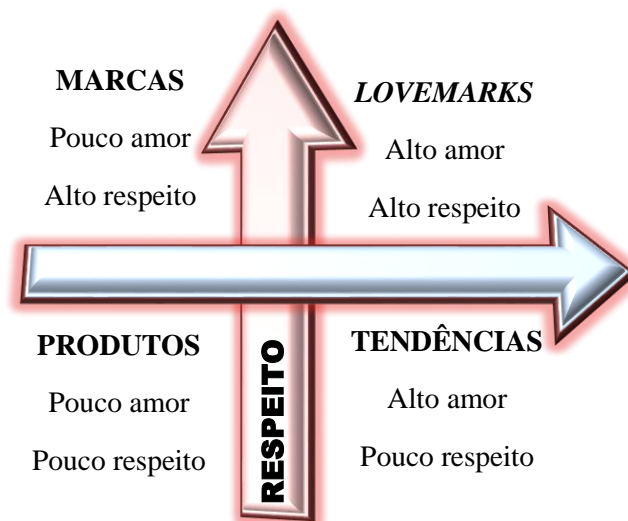 MARCAS
Pouco amor
Alto respeito
LOVEMARKS
Alto amor
Alto respeito
PRODUTOS
Pouco amor
Pouco respeito
RESPEITO
TENDÊNCIAS
Alto amor
Pouco respeito